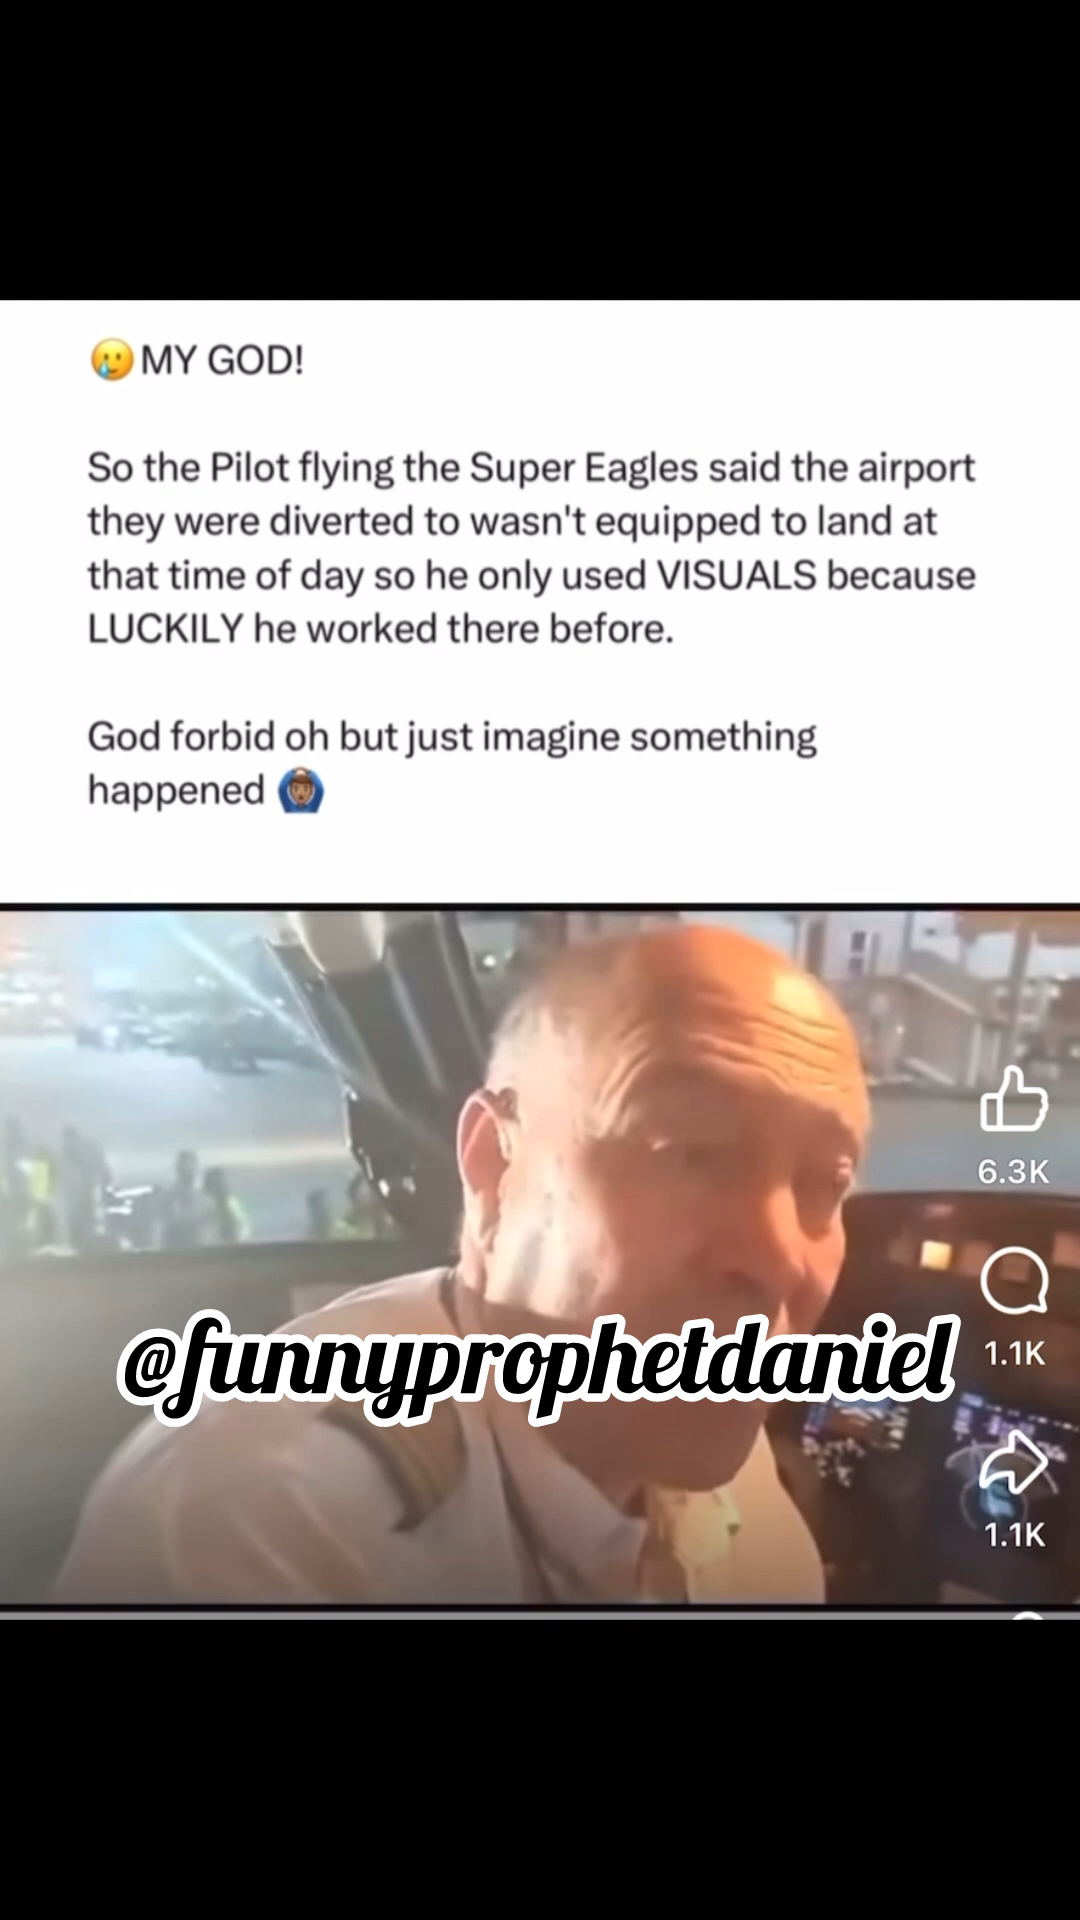 🥲 MY GOD!
So the Pilot flying the Super Eagles said the airport
they were diverted to wasn't equipped to land at
that time of day so he only used VISUALS because
LUCKILY he worked there before.
God forbid oh but just imagine something
happened 🙆🏽‍♂️
6.3K
@funnyprophetdaniel
1.1K
1.1K